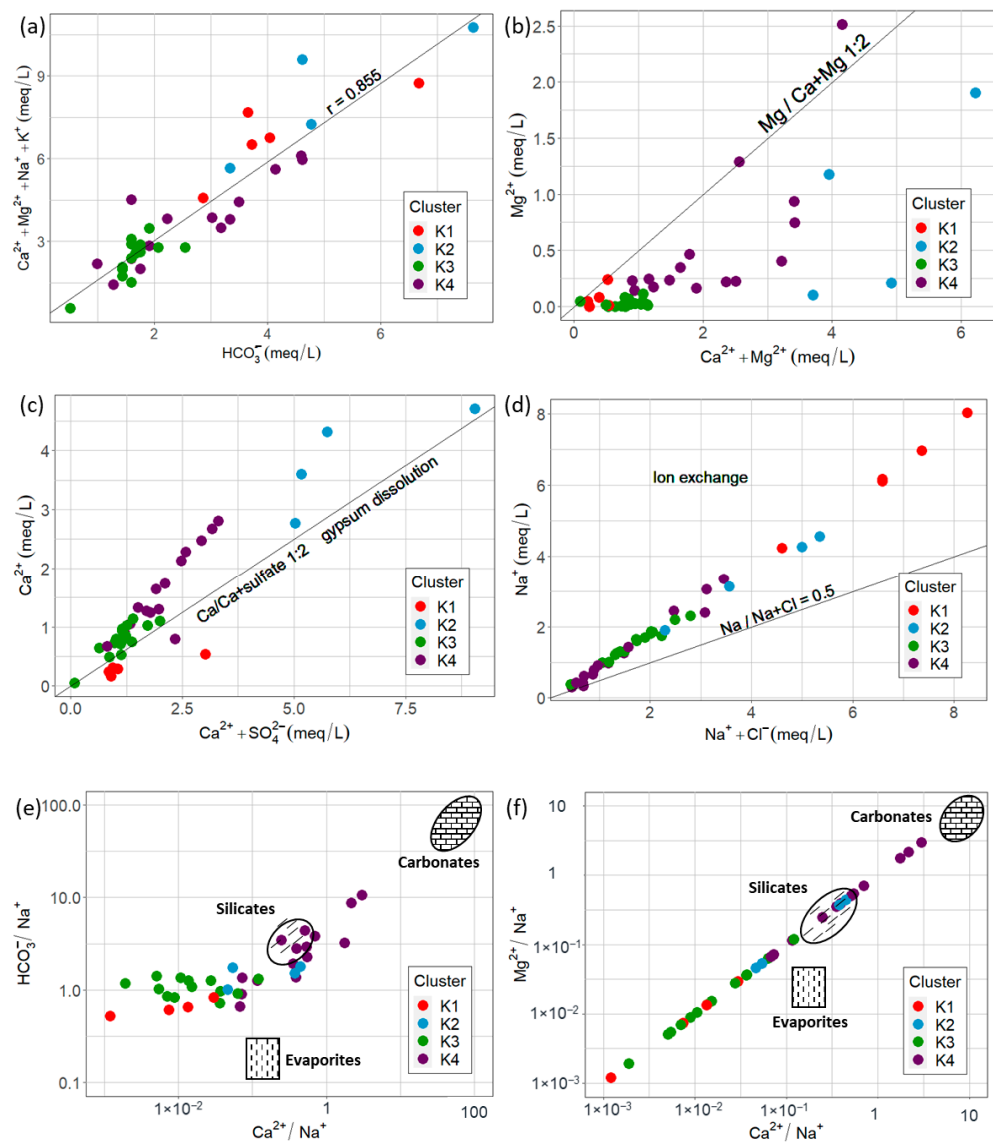 (a)
Ca²⁺ + Mg²⁺ + Na⁺ + K⁺ (meq/L)
9
6
3
r = 0.855
Cluster
K1
K2
K3
K4
2
4
6
HCO₃⁻ (meq/L)
(b)
Mg²⁺ (meq/L)
2.5
2.0
1.5
1.0
0.5
0.0
Mg / Ca+Mg 1:2
Cluster
K1
K2
K3
K4
0
2
4
6
Ca²⁺ + Mg²⁺ (meq/L)
(c)
Ca²⁺ (meq/L)
4
3
2
1
0
Ca/Ca+sulfate 1:2 gypsum dissolution
Cluster
K1
K2
K3
K4
0.0
2.5
5.0
7.5
Ca²⁺ + SO₄²⁻ (meq/L)
(d)
Na⁺ (meq/L)
8
6
4
2
0
Ion exchange
Na / Na+Cl = 0.5
Cluster
K1
K2
K3
K4
2
4
6
8
Na⁺ + Cl⁻ (meq/L)
(e)
HCO₃⁻/ Na⁺
100.0
10.0
1.0
0.1
Carbonates
Silicates
Evaporites
Cluster
K1
K2
K3
K4
1×10⁻²
1
100
Ca²⁺/ Na⁺
(f)
Mg²⁺/ Na⁺
10
1
1×10⁻¹
1×10⁻²
1×10⁻³
Carbonates
Silicates
Evaporites
Cluster
K1
K2
K3
K4
1×10⁻³
1×10⁻²
1×10⁻¹
1
10
Ca²⁺/ Na⁺